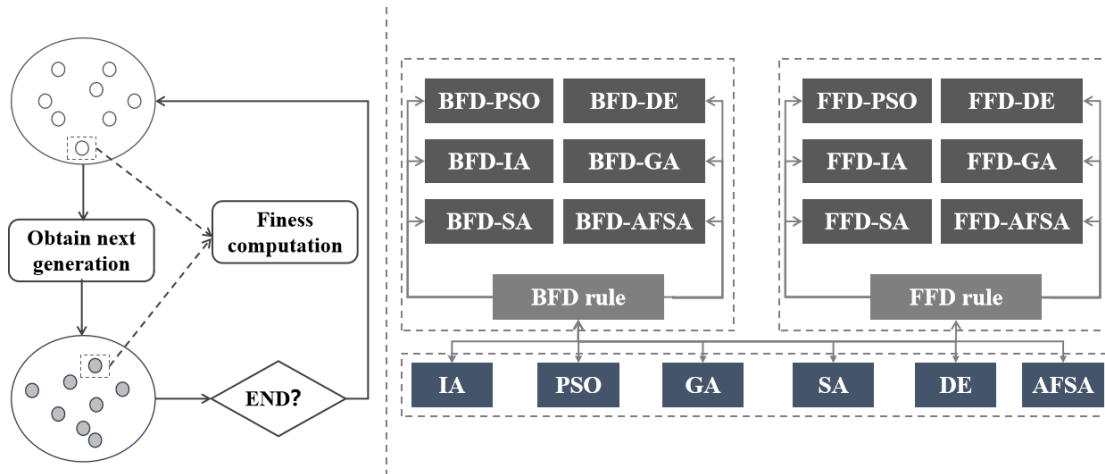 Obtain next
generation
Finess
computation
END?
BFD-PSO
BFD-DE
BFD-IA
BFD-GA
BFD-SA
BFD-AFSA
BFD rule
FFD-PSO
FFD-DE
FFD-IA
FFD-GA
FFD-SA
FFD-AFSA
FFD rule
IA
PSO
GA
SA
DE
AFSA